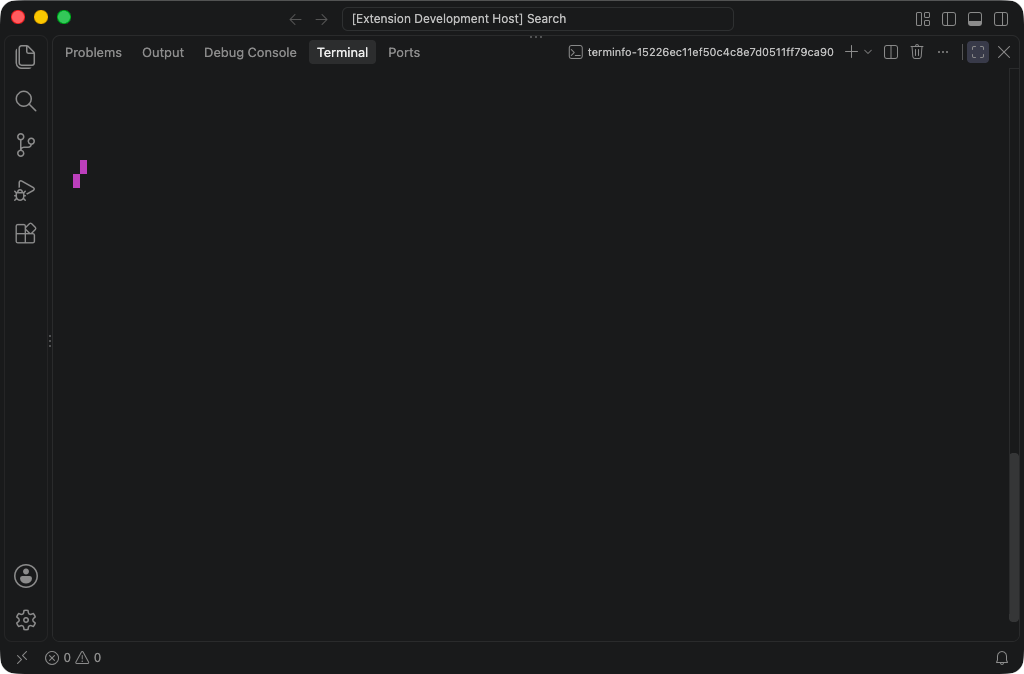 [Extension Development Host] Search
Problems Output Debug Console Terminal Ports terminfo-15226ec11ef50c4c8e7d0511ff79ca90
0 0